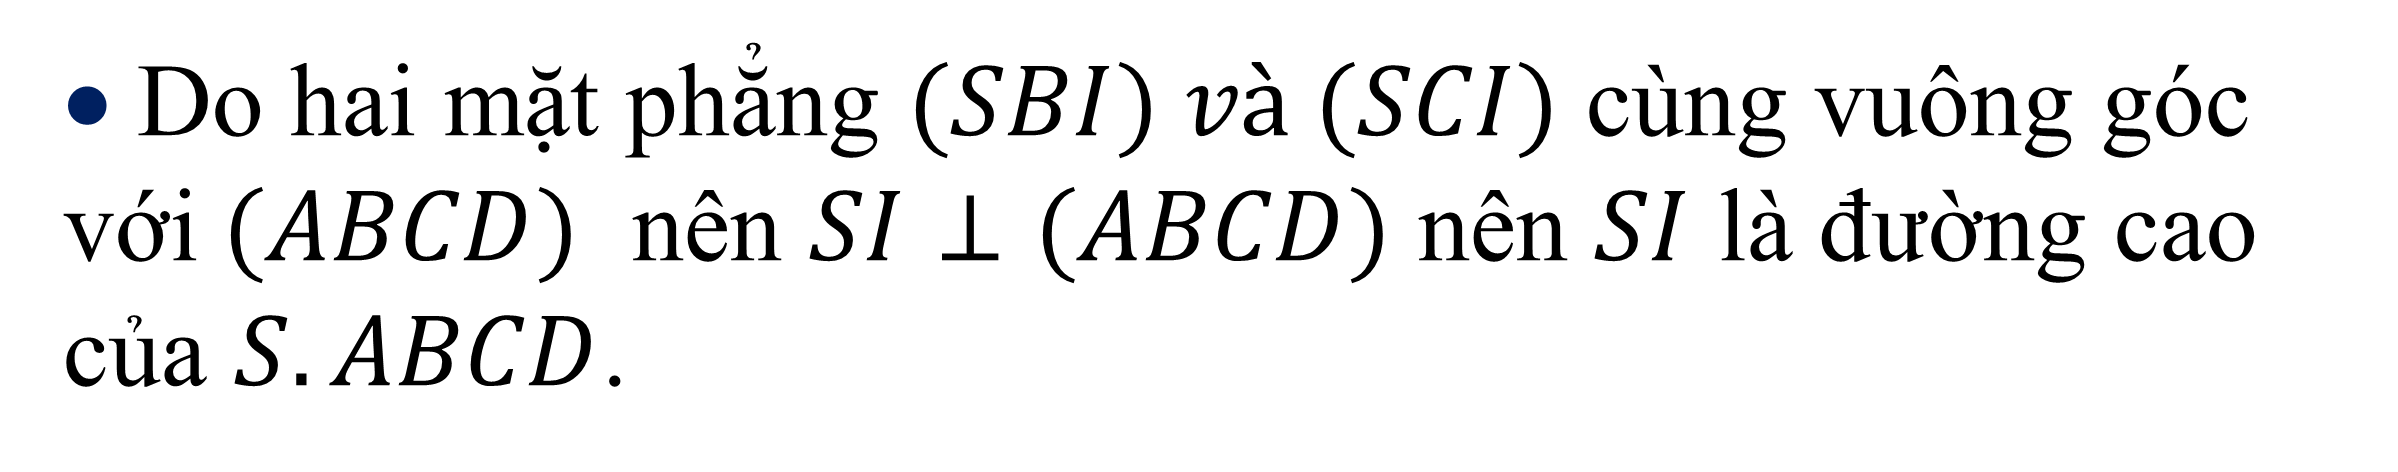 • Do hai mặt phẳng (SBI) và (SCI) cùng vuông góc
với (ABCD) nên SI ⊥ (ABCD) nên SI là đường cao
của S.ABCD.